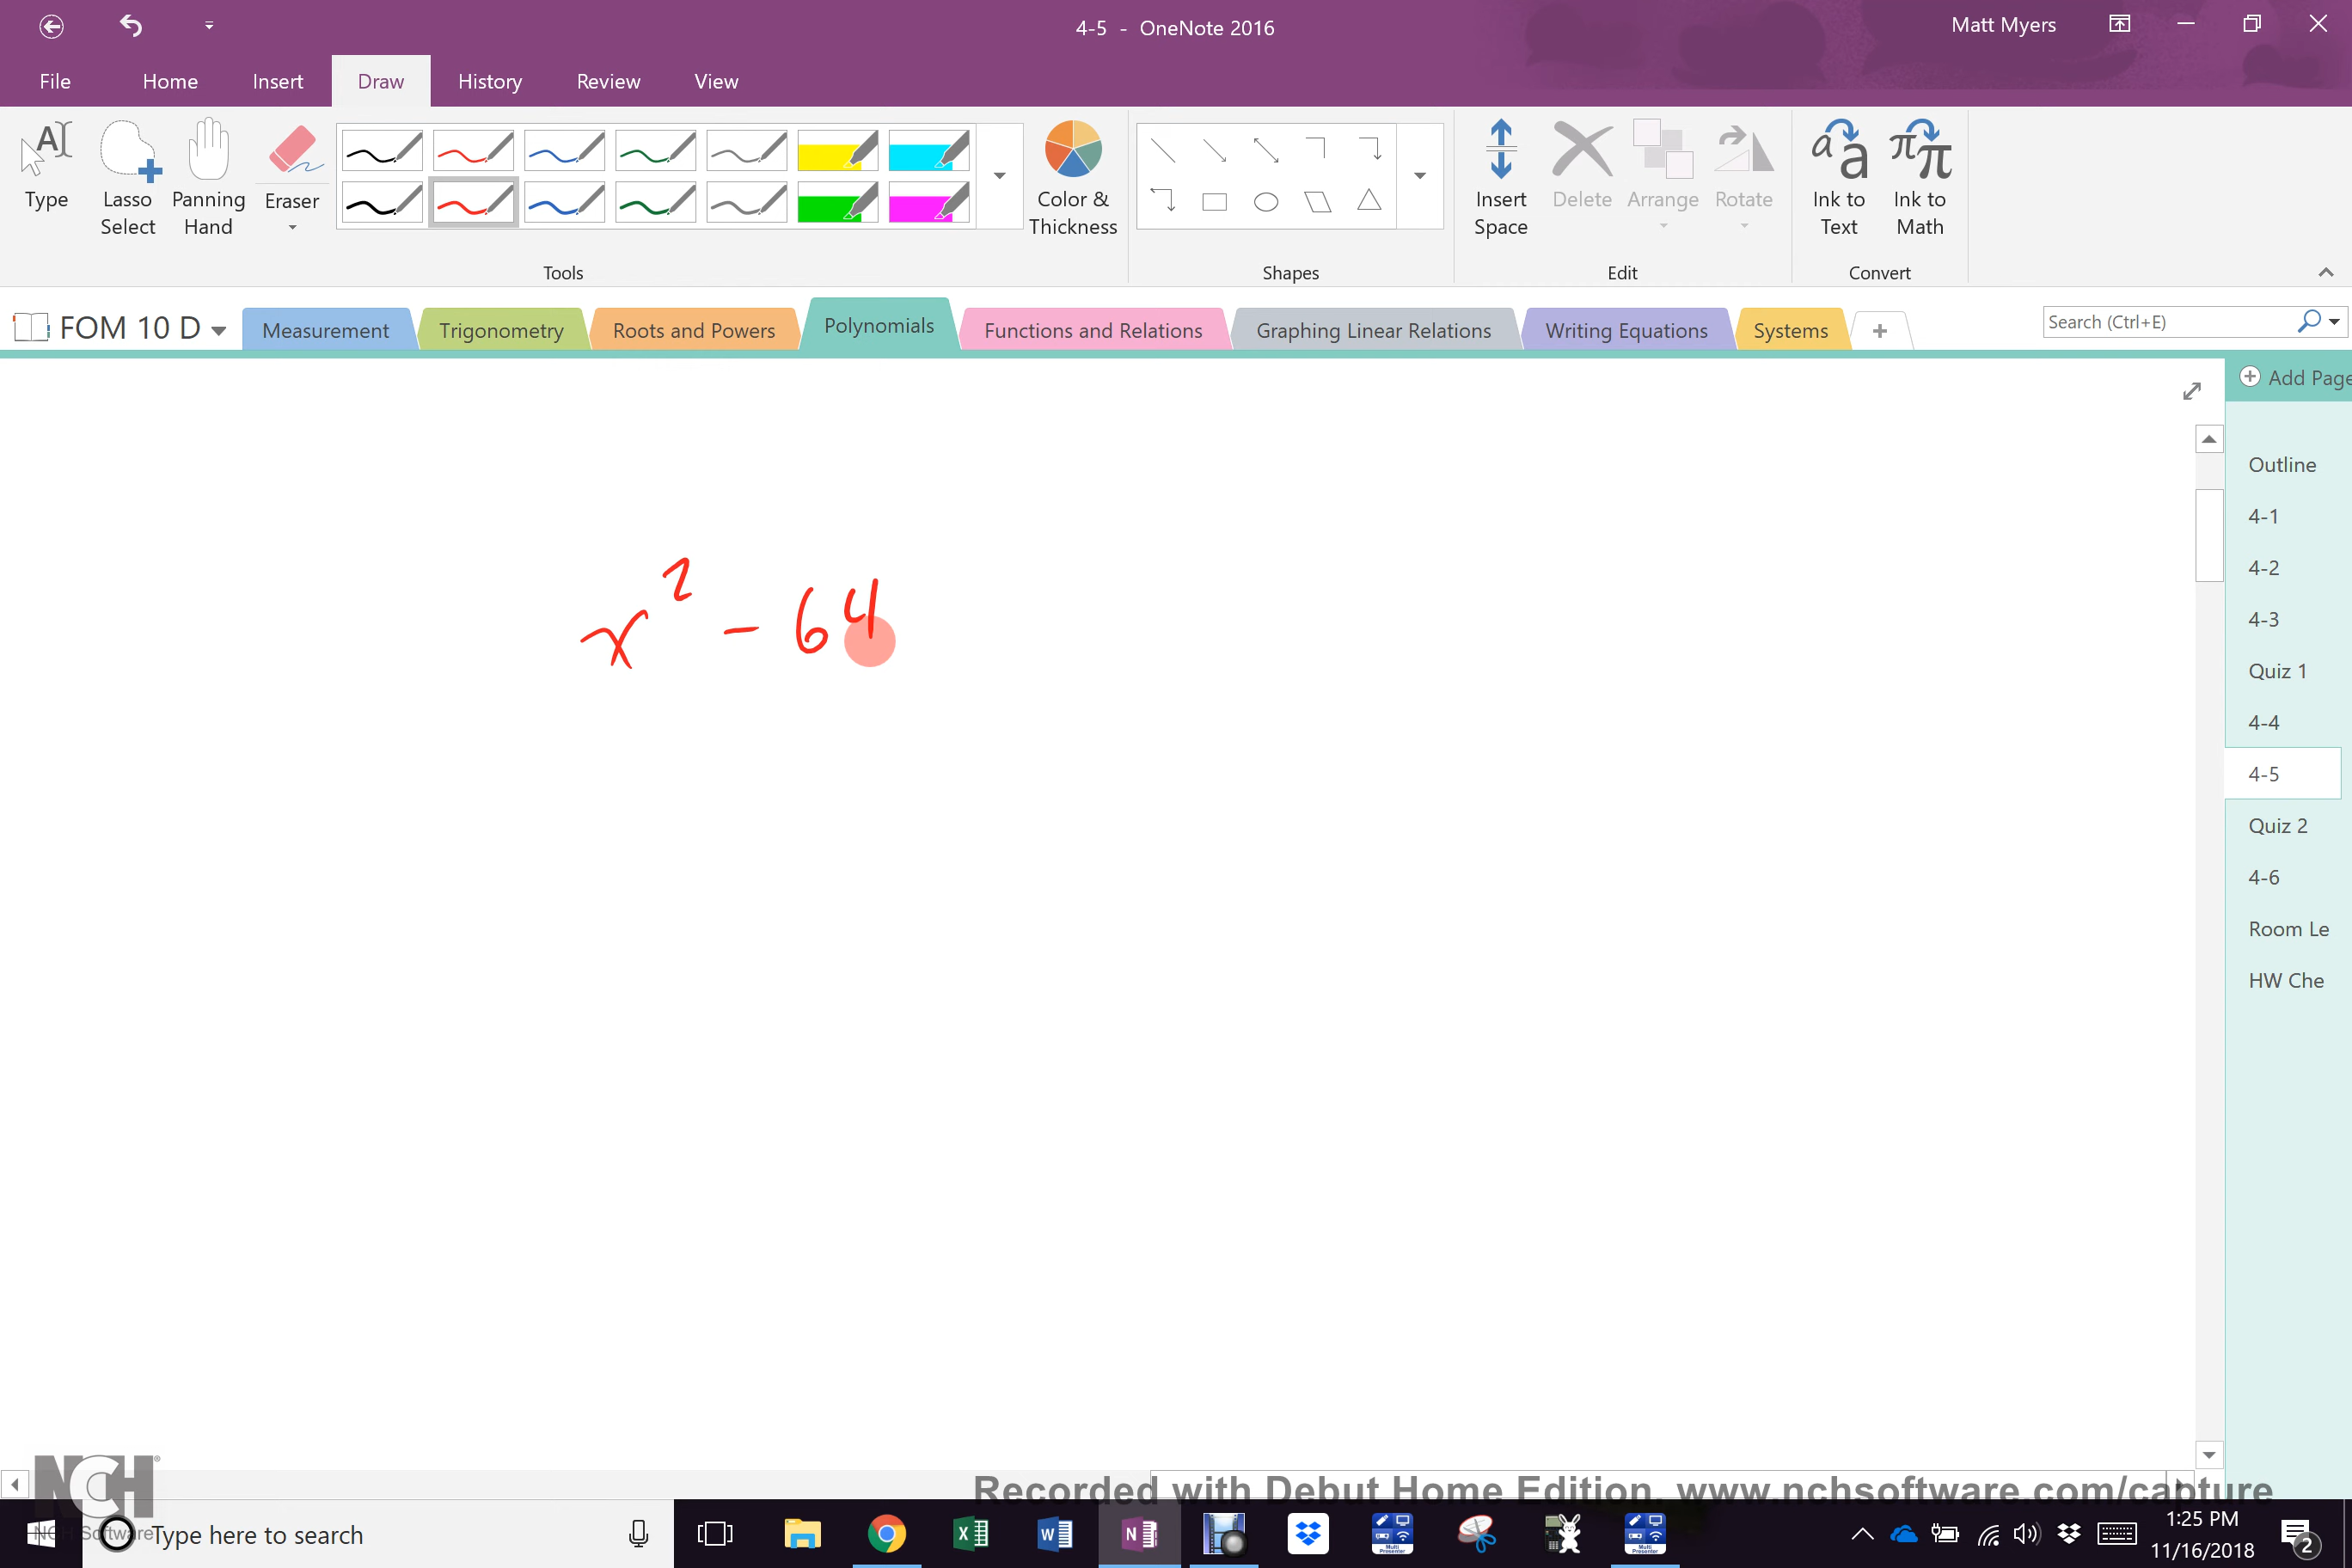 4-5 - OneNote 2016
Matt Myers
File Home Insert Draw History Review View
Type
Lasso Select
Panning Hand
Eraser
Color & Thickness
Insert Space
Delete
Arrange
Rotate
Ink to Text
Ink to Math
Tools Shapes Edit Convert
FOM 10 D Measurement Trigonometry Roots and Powers Polynomials Functions and Relations Graphing Linear Relations Writing Equations Systems
Search (Ctrl+E)
Add Page
Outline
4-1
4-2
4-3
Quiz 1
4-4
4-5
Quiz 2
4-6
Room Le
HW Che
x² - 64
NCH®
NCH Software
Recorded with Debut Home Edition. www.nchsoftware.com/capture
Type here to search
1:25 PM
11/16/2018
2